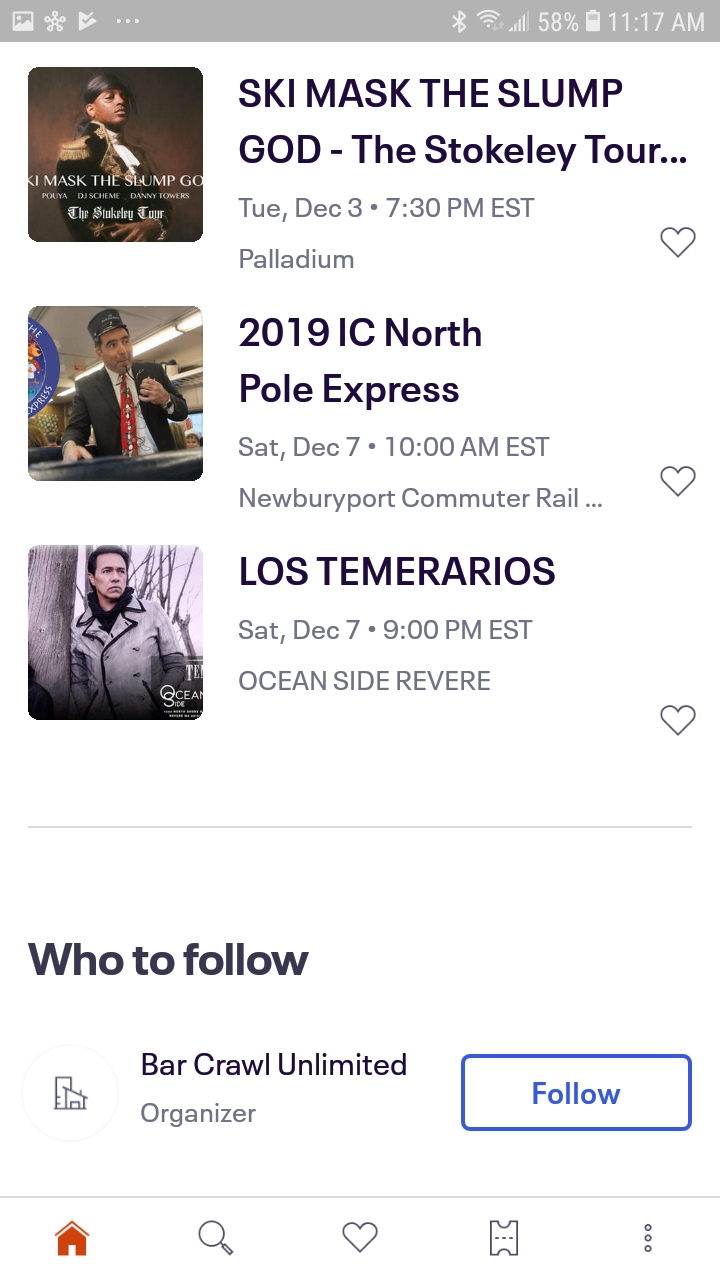 58% 11:17 AM
SKI MASK THE SLUMP
GOD - The Stokeley Tour...
Tue, Dec 3 • 7:30 PM EST
Palladium
KI MASK THE SLUMP GO
POUYA DJ SCHEME DANNY TOWERS
The Stokeley Tour
2019 IC North
Pole Express
Sat, Dec 7 • 10:00 AM EST
Newburyport Commuter Rail ...
THE
EXPRESS
LOS TEMERARIOS
Sat, Dec 7 • 9:00 PM EST
OCEAN SIDE REVERE
TE
OCEAN
SIDE
Who to follow
Bar Crawl Unlimited
Organizer
Follow